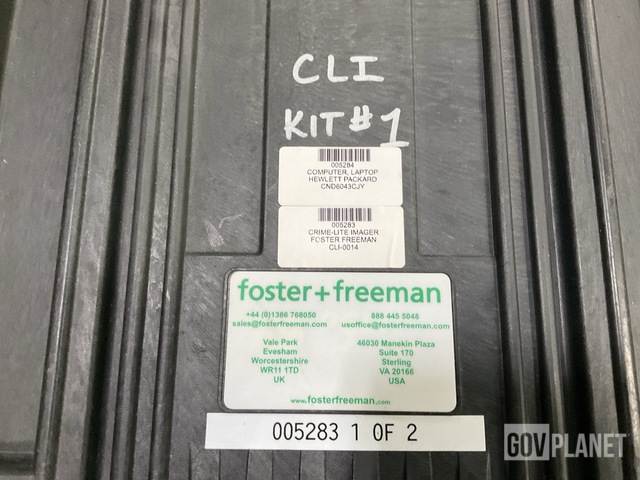 CLI
KIT #1
005284
COMPUTER, LAPTOP
HEWLETT PACKARD
CND6043CJY
005283
CRIME-LITE IMAGER
FOSTER FREEMAN
CLI-0014
foster+freeman
+44 (0)1386 768050
sales@fosterfreeman.com
888 445 5048
usoffice@fosterfreeman.com
Vale Park
Evesham
Worcestershire
WR11 1TD
UK
46030 Manekin Plaza
Suite 170
Sterling
VA 20166
USA
www.fosterfreeman.com
005283 1 OF 2
GOVPLANET